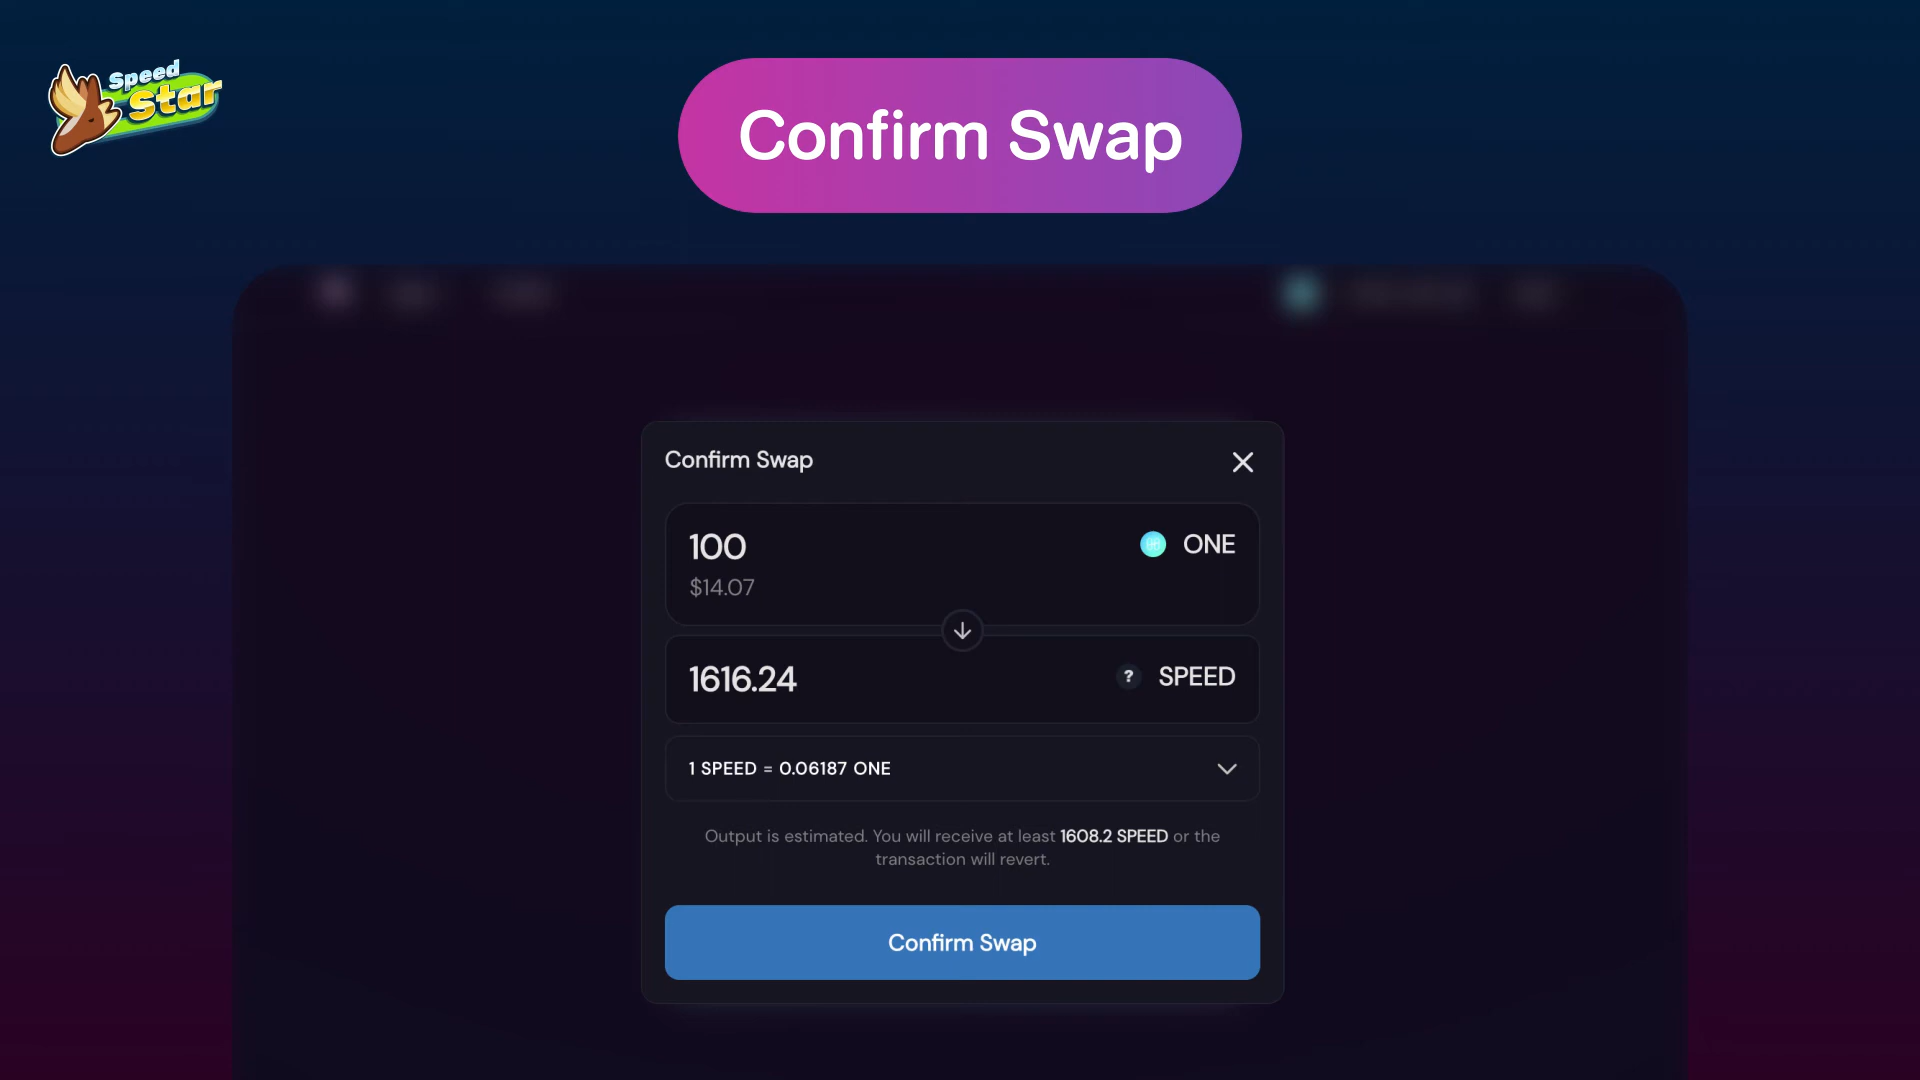 Speed
Star
Confirm Swap
Confirm Swap
100
ONE
$14.07
1616.24
? SPEED
1 SPEED = 0.06187 ONE
Output is estimated. You will receive at least 1608.2 SPEED or the
transaction will revert.
Confirm Swap